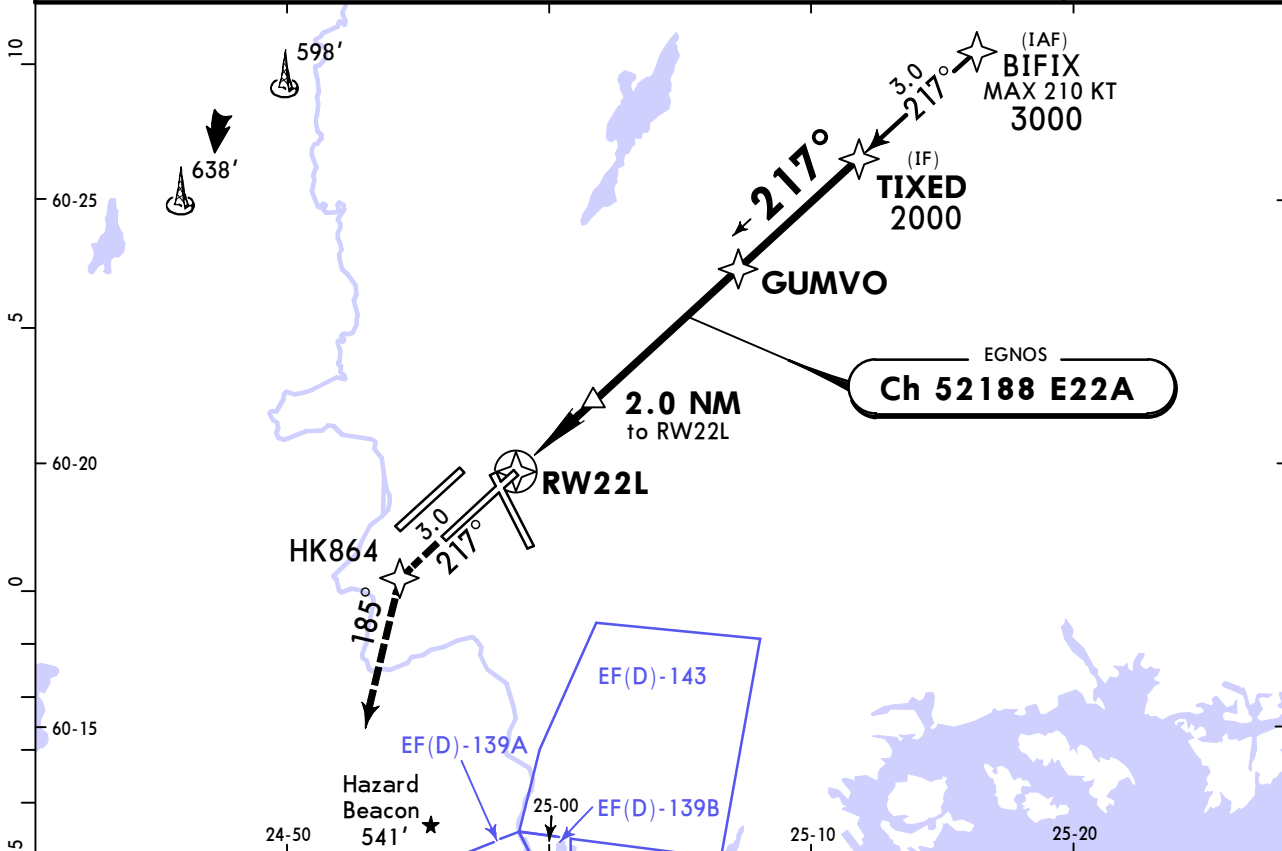 10
598'
(IAF)
BIFIX
MAX 210 KT
3000
3.0
217°
638'
(IF)
TIXED
2000
60-25
217°
GUMVO
5
EGNOS
Ch 52188 E22A
2.0 NM
to RW22L
60-20
RW22L
3.0
217°
HK864
0
185°
EF(D)-143
60-15
EF(D)-139A
Hazard
Beacon
541'
25-00
EF(D)-139B
24-50
25-10
25-20
5